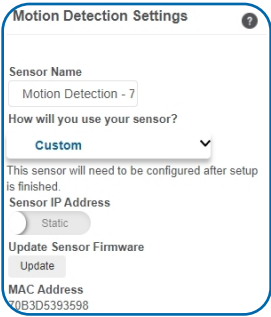 Motion Detection Settings
?
Sensor Name
Motion Detection - 7
How will you use your sensor?
Custom
This sensor will need to be configured after setup
is finished.
Sensor IP Address
Static
Update Sensor Firmware
Update
MAC Address
70B3D5393598